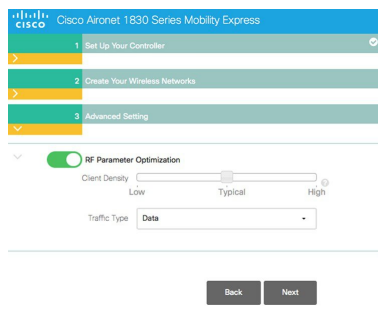 CISCO Cisco Aironet 1830 Series Mobility Express
1 Set Up Your Controller
2 Create Your Wireless Networks
3 Advanced Setting
RF Parameter Optimization
Client Density
Low Typical High
Traffic Type Data
Back Next